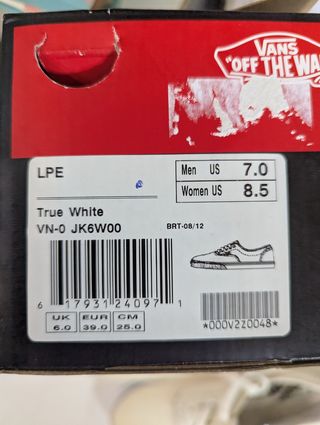 VANS
"OFF THE WA
LPE
Men US 7.0
Women US 8.5
True White
VN-0 JK6W00
BRT-08/12
6 17931 24097 1
UK EUR CM
6.0 39.0 25.0
*000V2Z0048*